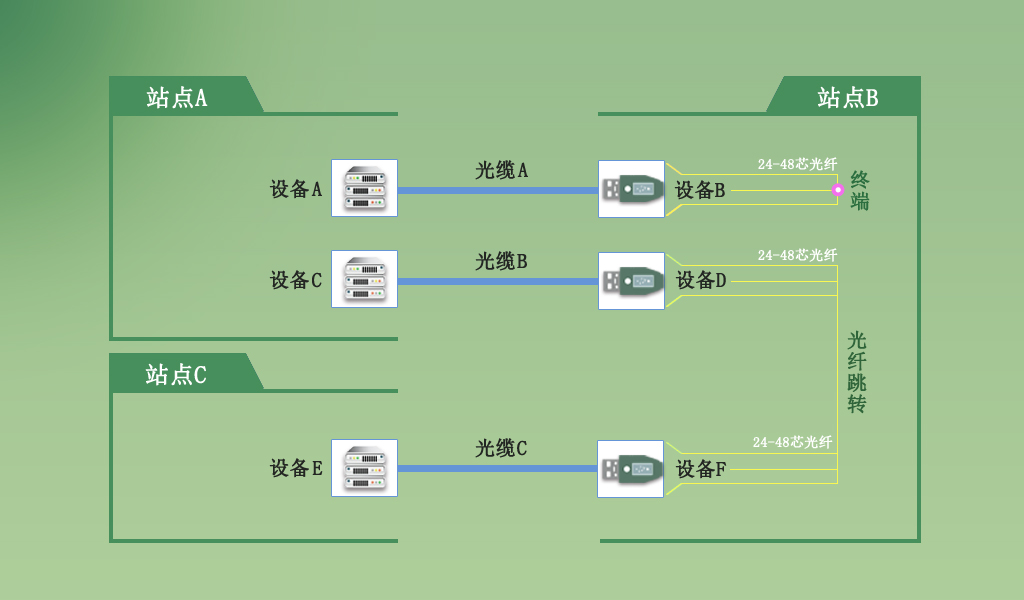 站点A
站点B
设备A
光缆A
设备B
24-48芯光纤
终端
设备C
光缆B
设备D
24-48芯光纤
光纤跳转
站点C
设备E
光缆C
设备F
24-48芯光纤